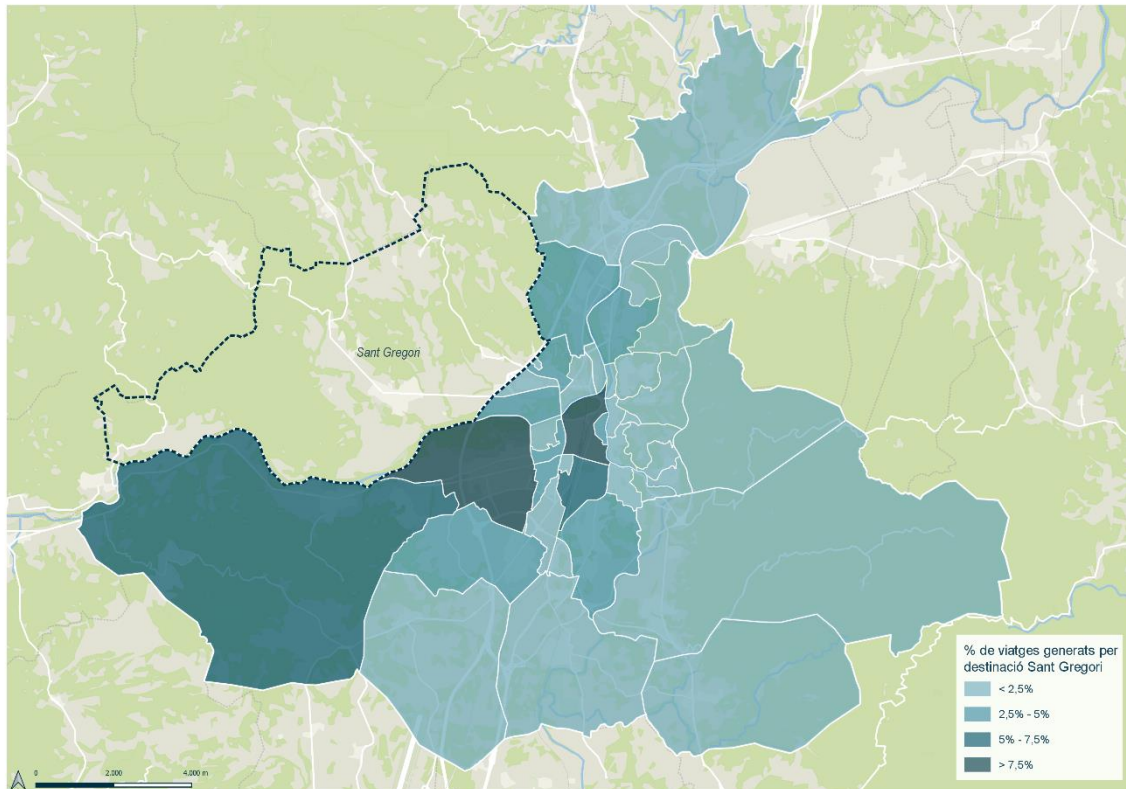 Sant Gregori
% de viatges generats per
destinació Sant Gregori
< 2,5%
2,5% - 5%
5% - 7,5%
> 7,5%
0 2.000 4.000 m